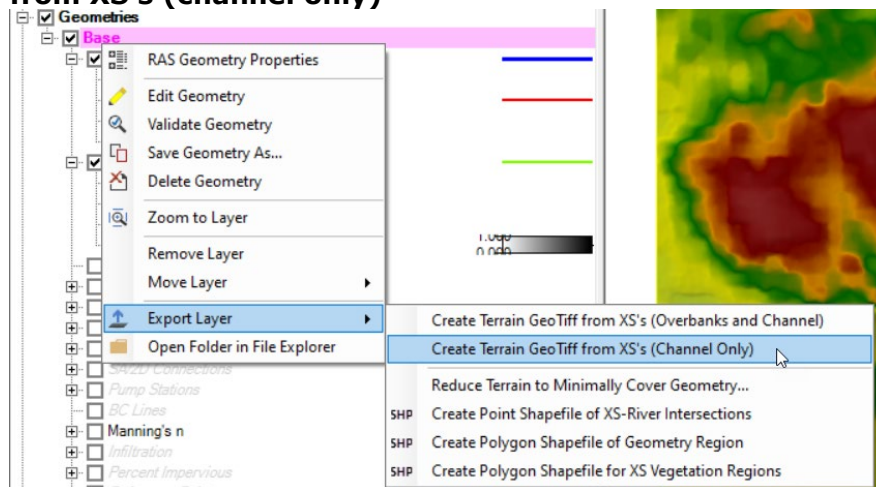 from XS's (channel only)
Geometries
Base
RAS Geometry Properties
Edit Geometry
Validate Geometry
Save Geometry As...
Delete Geometry
Zoom to Layer
Remove Layer
Move Layer
Export Layer
Open Folder in File Explorer
Create Terrain GeoTiff from XS's (Overbanks and Channel)
Create Terrain GeoTiff from XS's (Channel Only)
Reduce Terrain to Minimally Cover Geometry...
SHP Create Point Shapefile of XS-River Intersections
SHP Create Polygon Shapefile of Geometry Region
SHP Create Polygon Shapefile for XS Vegetation Regions
1.000
0.000
SA/2D Connections
Pump Stations
BC Lines
Manning's n
Infiltration
Percent Impervious